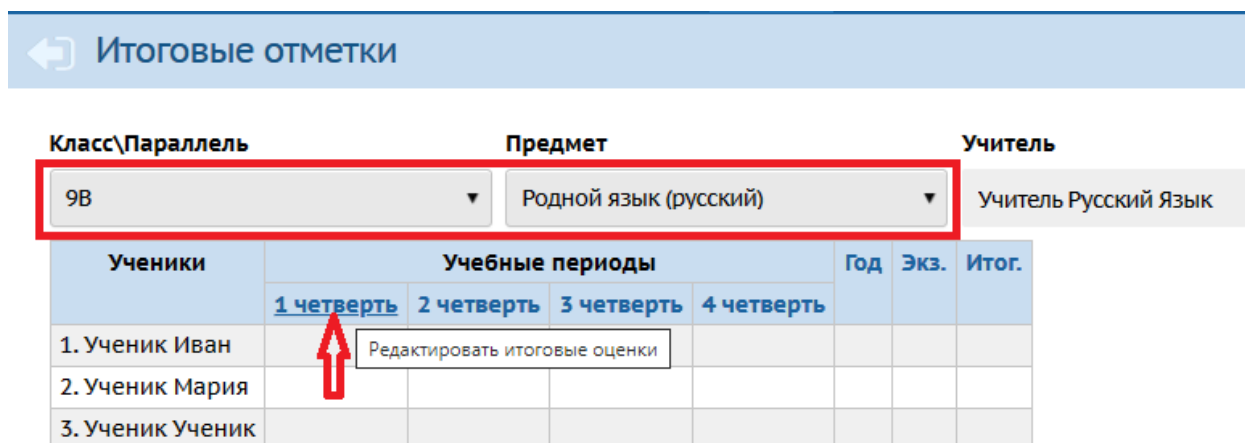 Итоговые отметки
Класс\Параллель Предмет Учитель
9В Родной язык (русский) Учитель Русский Язык
Ученики Учебные периоды Год Экз. Итог.
1 четверть 2 четверть 3 четверть 4 четверть
1. Ученик Иван Редактировать итоговые оценки
2. Ученик Мария
3. Ученик Ученик